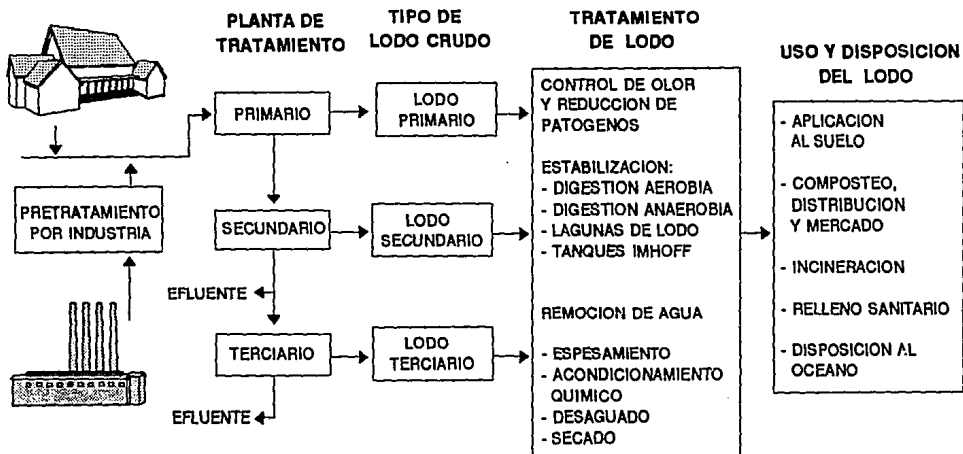 PLANTA DE
TRATAMIENTO
TIPO DE
LODO CRUDO
TRATAMIENTO
DE LODO
USO Y DISPOSICION
DEL LODO
PRETRATAMIENTO
POR INDUSTRIA
PRIMARIO
SECUNDARIO
EFLUENTE
TERCIARIO
EFLUENTE
LODO
PRIMARIO
LODO
SECUNDARIO
LODO
TERCIARIO
CONTROL DE OLOR
Y REDUCCION DE
PATOGENOS
ESTABILIZACION:
- DIGESTION AEROBIA
- DIGESTION ANAEROBIA
- LAGUNAS DE LODO
- TANQUES IMHOFF
REMOCION DE AGUA
- ESPESAMIENTO
- ACONDICIONAMIENTO
QUIMICO
- DESAGUADO
- SECADO
- APLICACION
AL SUELO
- COMPOSTEO,
DISTRIBUCION
Y MERCADO
- INCINERACION
- RELLENO SANITARIO
- DISPOSICION AL
OCEANO